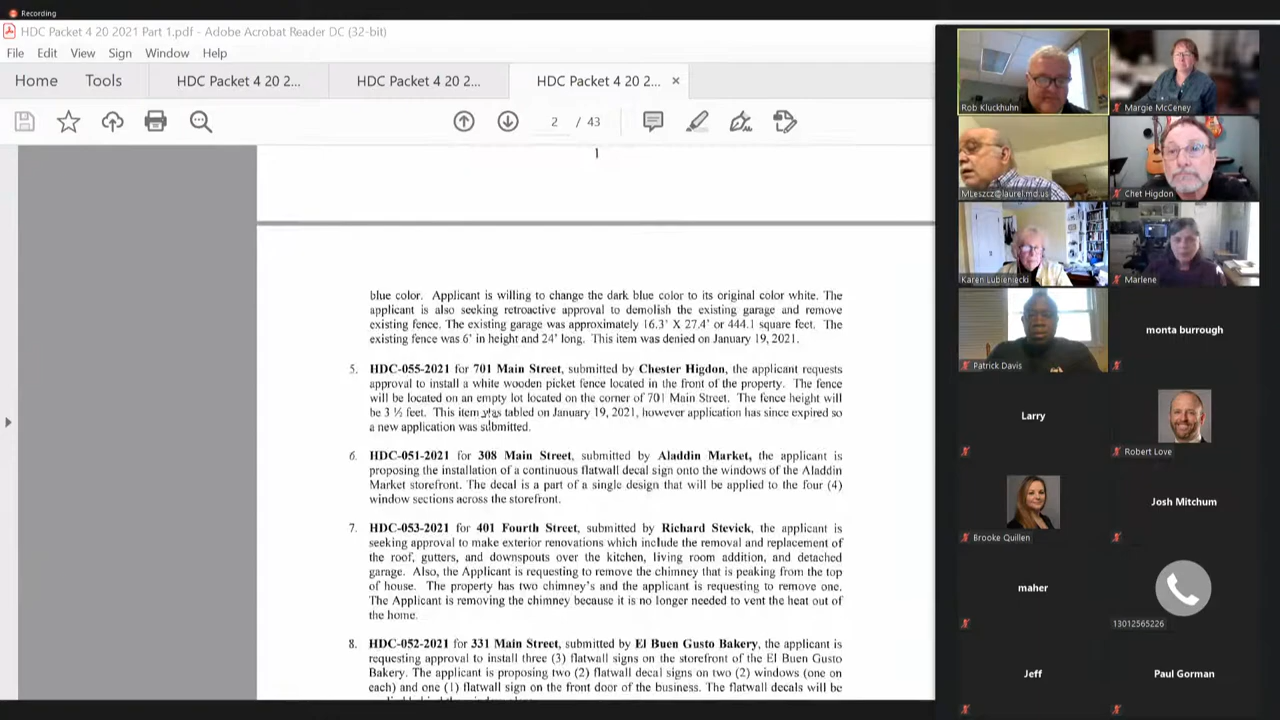 Recording
HDC Packet 4 20 2021 Part 1.pdf - Adobe Acrobat Reader DC (32-bit)
File Edit View Sign Window Help
Home Tools HDC Packet 4 20 2... HDC Packet 4 20 2... HDC Packet 4 20 2... ×
2 / 43
1
blue color. Applicant is willing to change the dark blue color to its original color white. The
applicant is also seeking retroactive approval to demolish the existing garage and remove
existing fence. The existing garage was approximately 16.3' X 27.4' or 444.1 square feet. The
existing fence was 6' in height and 24' long. This item was denied on January 19, 2021.
5. HDC-055-2021 for 701 Main Street, submitted by Chester Higdon, the applicant requests
approval to install a white wooden picket fence located in the front of the property. The fence
will be located on an empty lot located on the corner of 701 Main Street. The fence height will
be 3 ½ feet. This item was tabled on January 19, 2021, however application has since expired so
a new application was submitted.
6. HDC-051-2021 for 308 Main Street, submitted by Aladdin Market, the applicant is
proposing the installation of a continuous flatwall decal sign onto the windows of the Aladdin
Market storefront. The decal is a part of a single design that will be applied to the four (4)
window sections across the storefront.
7. HDC-053-2021 for 401 Fourth Street, submitted by Richard Stevick, the applicant is
seeking approval to make exterior renovations which include the removal and replacement of
the roof, gutters, and downspouts over the kitchen, living room addition, and detached
garage. Also, the Applicant is requesting to remove the chimney that is peaking from the top
of house. The property has two chimney's and the applicant is requesting to remove one.
The Applicant is removing the chimney because it is no longer needed to vent the heat out of
the home.
8. HDC-052-2021 for 331 Main Street, submitted by El Buen Gusto Bakery, the applicant is
requesting approval to install three (3) flatwall signs on the storefront of the El Buen Gusto
Bakery. The applicant is proposing two (2) flatwall decal signs on two (2) windows (one on
each) and one (1) flatwall sign on the front door of the business. The flatwall decals will be
Rob Kluckhuhn
Margie McCeney
MLeszcz@laurel.md.us
Chet Higdon
Karen Lubieniecki
Marlene
Patrick Davis
monta burrough
Larry
Robert Love
Brooke Quillen
Josh Mitchum
maher
13012565226
Jeff
Paul Gorman